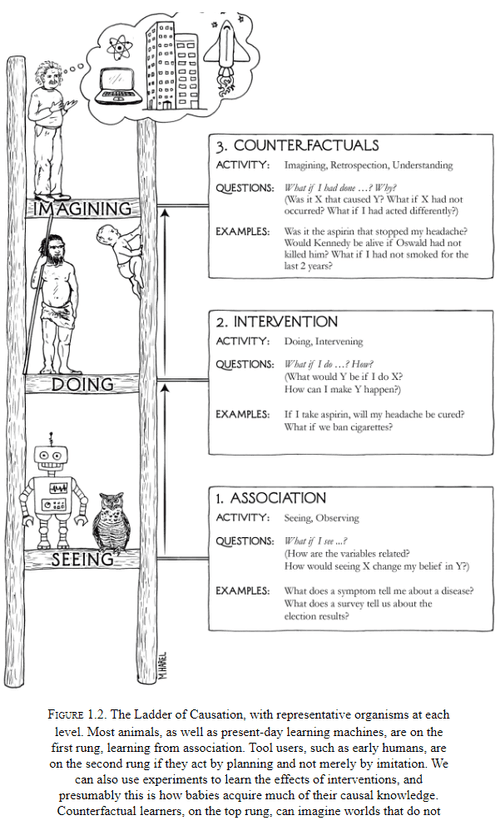 3. COUNTERFACTUALS
ACTIVITY: Imagining, Retrospection, Understanding
QUESTIONS: What if I had done …? Why?
(Was it X that caused Y? What if X had not
occurred? What if I had acted differently?)
EXAMPLES: Was it the aspirin that stopped my headache?
Would Kennedy be alive if Oswald had not
killed him? What if I had not smoked for the
last 2 years?
IMAGINING
2. INTERVENTION
ACTIVITY: Doing, Intervening
QUESTIONS: What if I do …? How?
(What would Y be if I do X?
How can I make Y happen?)
EXAMPLES: If I take aspirin, will my headache be cured?
What if we ban cigarettes?
DOING
1. ASSOCIATION
ACTIVITY: Seeing, Observing
QUESTIONS: What if I see ...?
(How are the variables related?
How would seeing X change my belief in Y?)
EXAMPLES: What does a symptom tell me about a disease?
What does a survey tell us about the
election results?
SEEING
M.HAREL
FIGURE 1.2. The Ladder of Causation, with representative organisms at each
level. Most animals, as well as present-day learning machines, are on the
first rung, learning from association. Tool users, such as early humans, are
on the second rung if they act by planning and not merely by imitation. We
can also use experiments to learn the effects of interventions, and
presumably this is how babies acquire much of their causal knowledge.
Counterfactual learners, on the top rung, can imagine worlds that do not